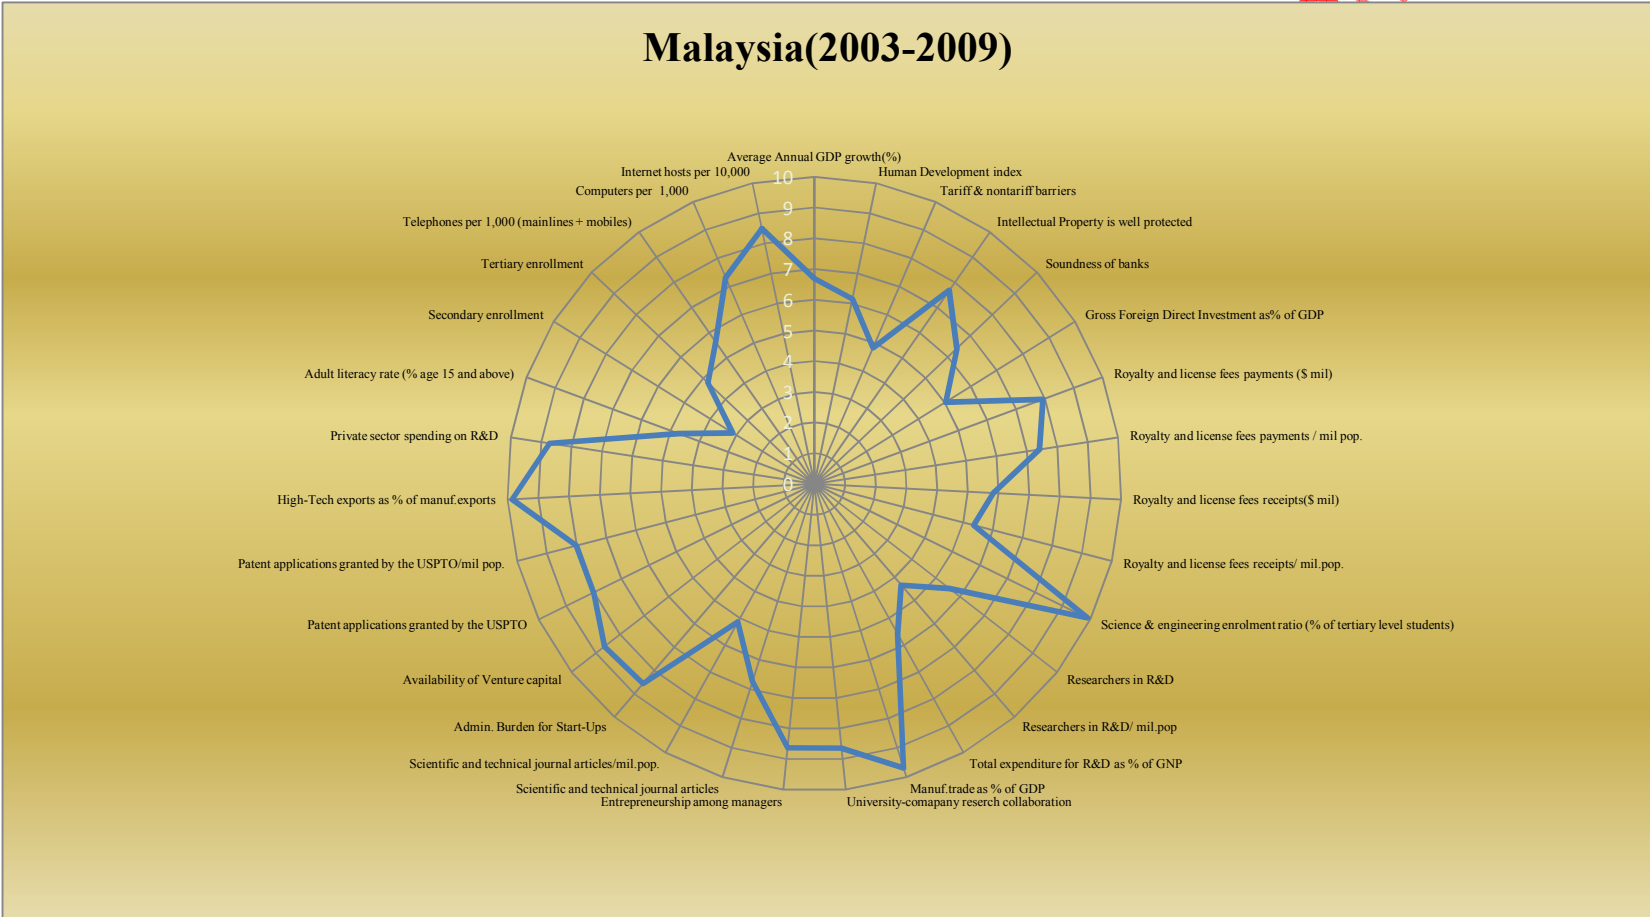 Malaysia(2003-2009)
Average Annual GDP growth(%)
Human Development index
Tariff & nontariff barriers
Intellectual Property is well protected
Soundness of banks
Gross Foreign Direct Investment as% of GDP
Royalty and license fees payments ($ mil)
Royalty and license fees payments / mil pop.
Royalty and license fees receipts($ mil)
Royalty and license fees receipts/ mil.pop.
Science & engineering enrolment ratio (% of tertiary level students)
Researchers in R&D
Researchers in R&D/ mil.pop
Total expenditure for R&D as % of GNP
Manuf.trade as % of GDP
University-comapany reserch collaboration
Entrepreneurship among managers
Scientific and technical journal articles
Scientific and technical journal articles/mil.pop.
Admin. Burden for Start-Ups
Availability of Venture capital
Patent applications granted by the USPTO
Patent applications granted by the USPTO/mil pop.
High-Tech exports as % of manuf.exports
Private sector spending on R&D
Adult literacy rate (% age 15 and above)
Secondary enrollment
Tertiary enrollment
Telephones per 1,000 (mainlines + mobiles)
Computers per 1,000
Internet hosts per 10,000
10
9
8
7
6
5
4
3
2
1
0